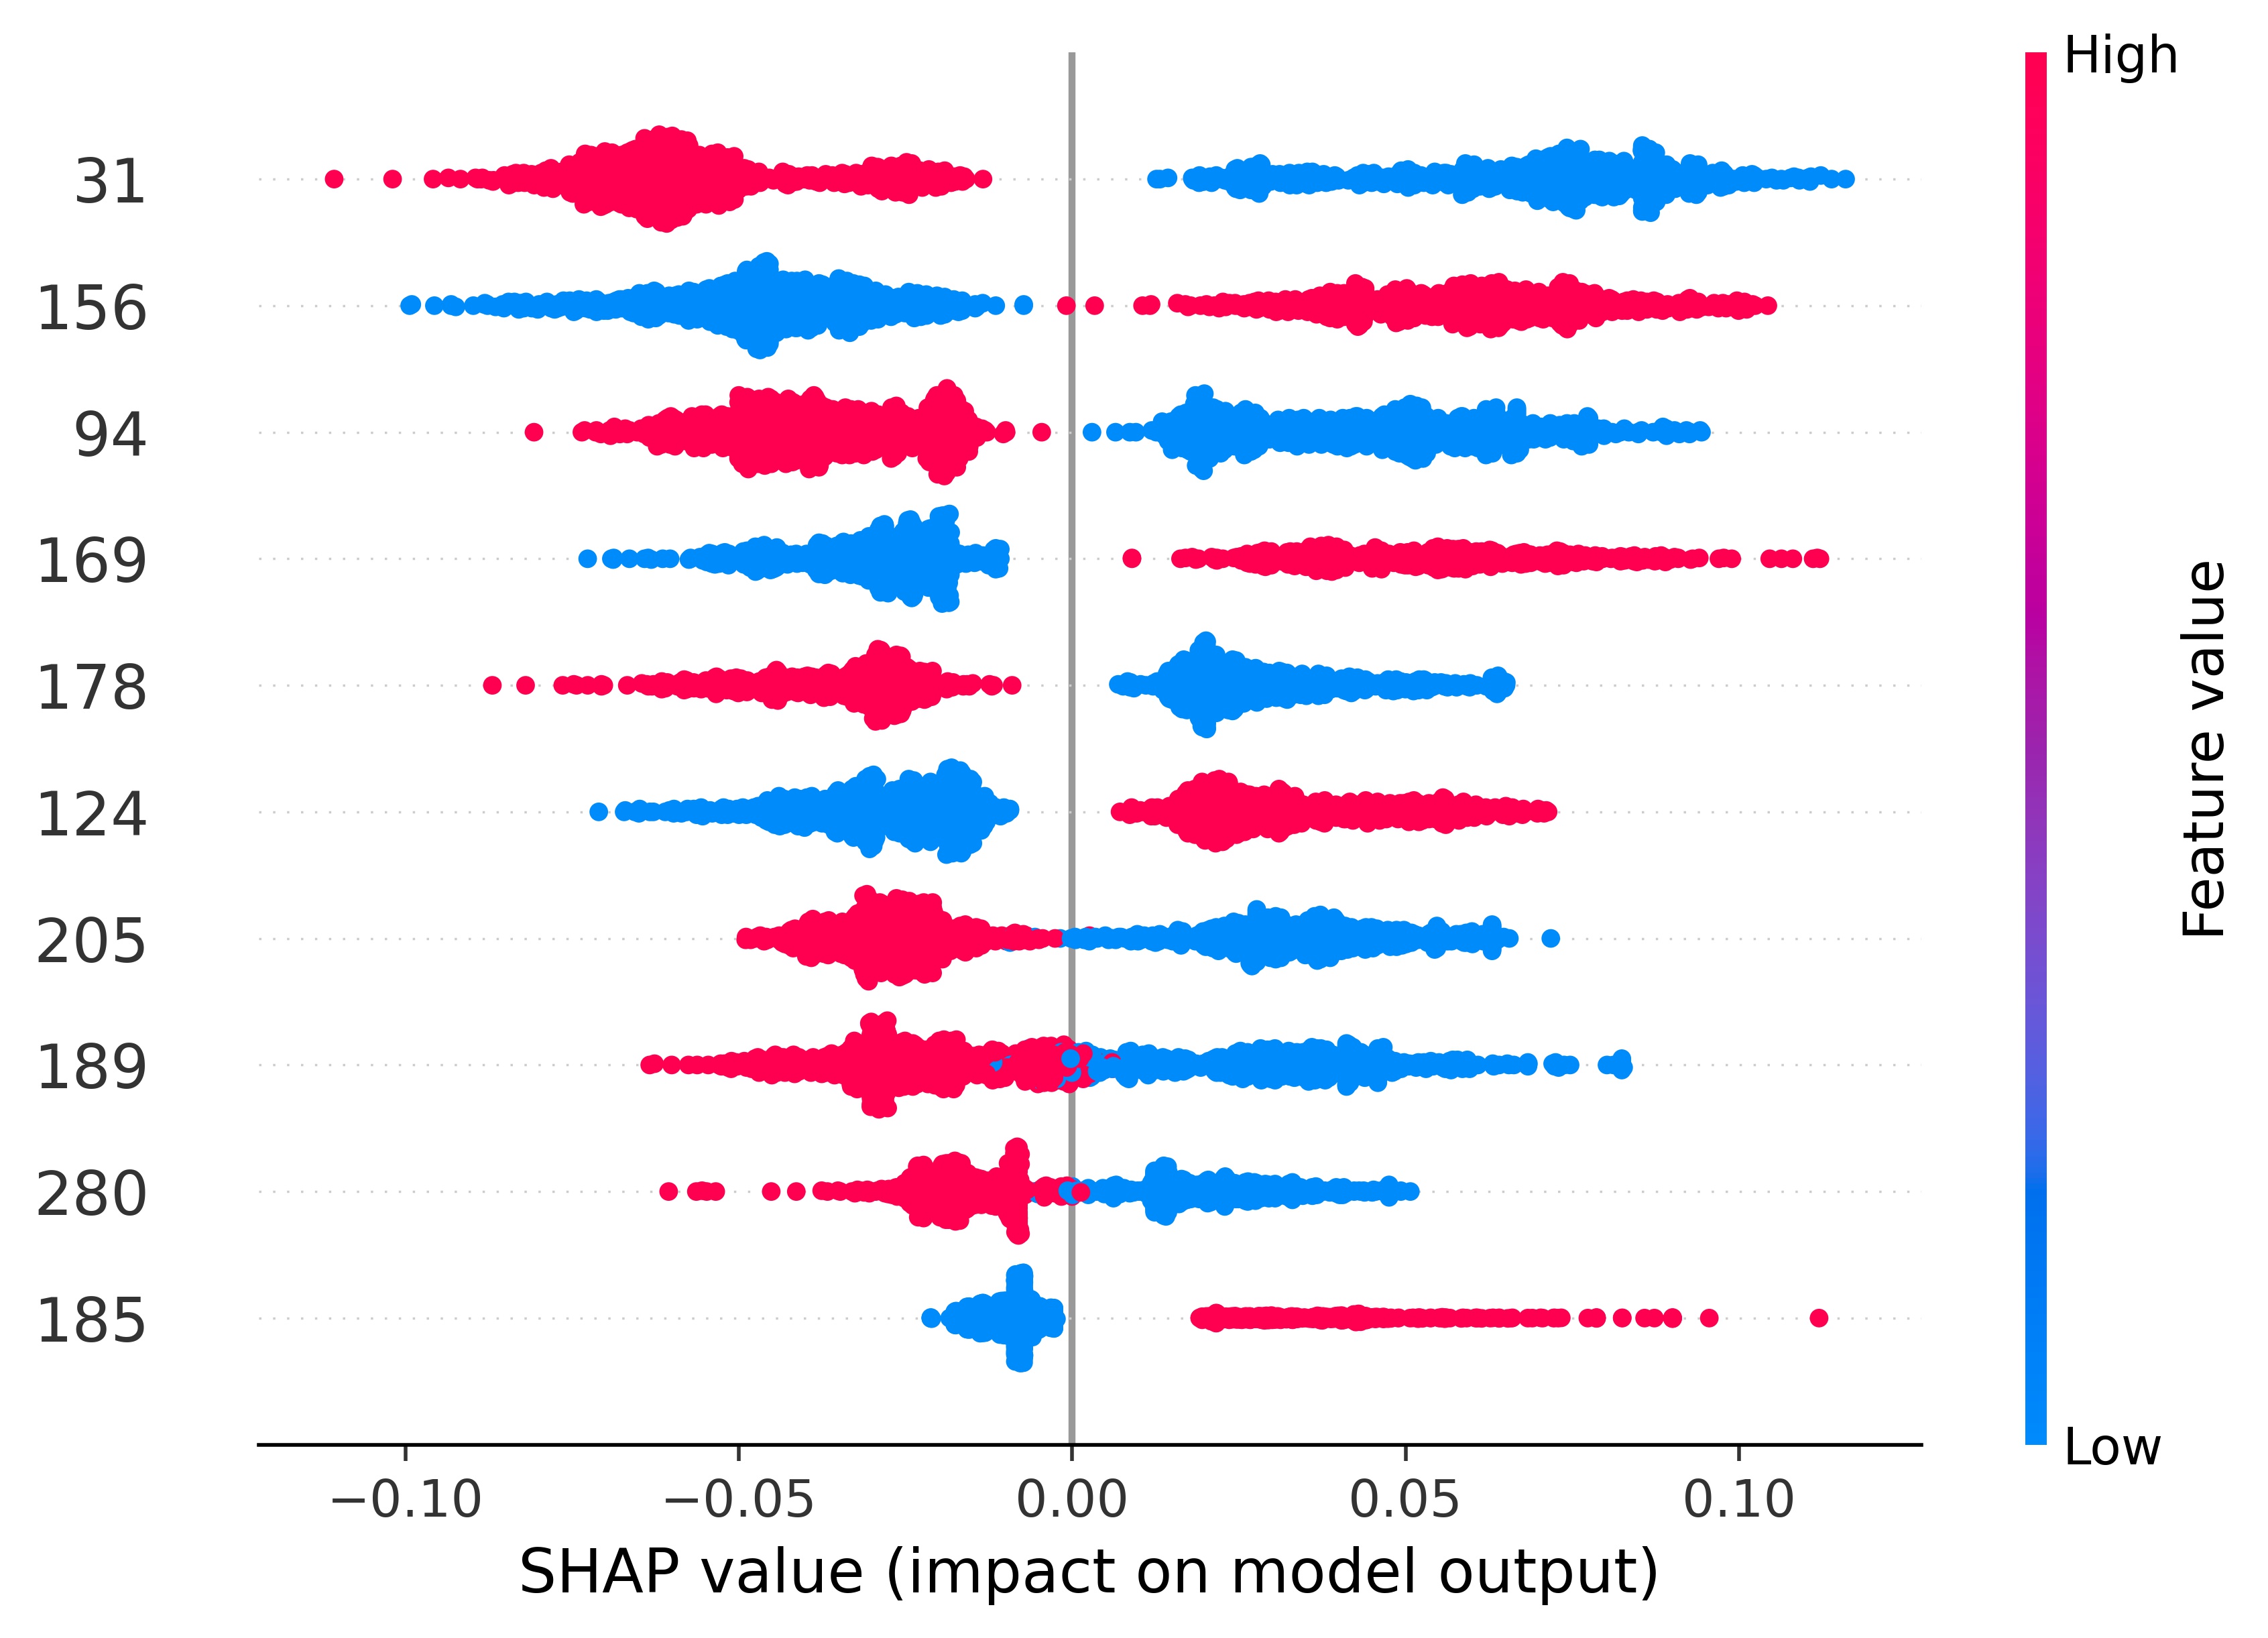 High
31
156
94
169
178
124
205
189
280
185
Low
Feature value
−0.10 −0.05 0.00 0.05 0.10
SHAP value (impact on model output)